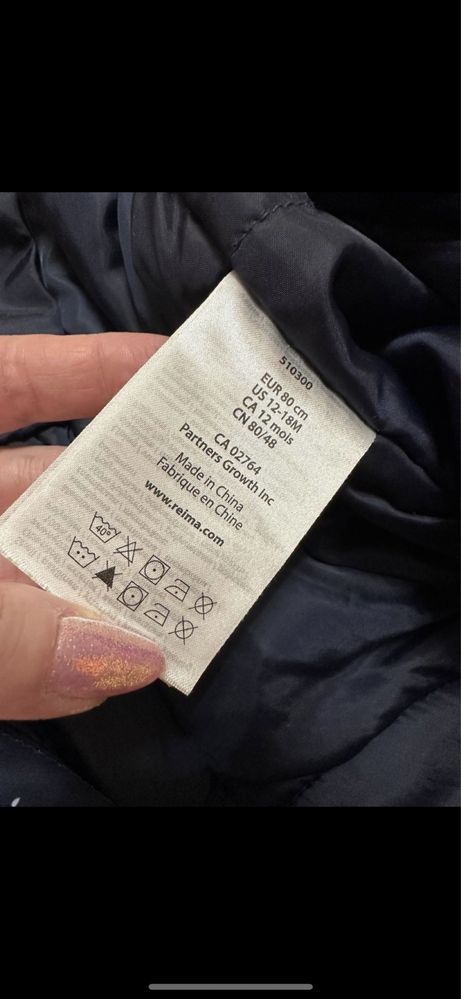 510300
EUR 80 cm
US 12-18M
CA 12 mois
CN 80/48
CA 02764
Partners Growth Inc
Made in China
Fabrique en Chine
www.reima.com
40°